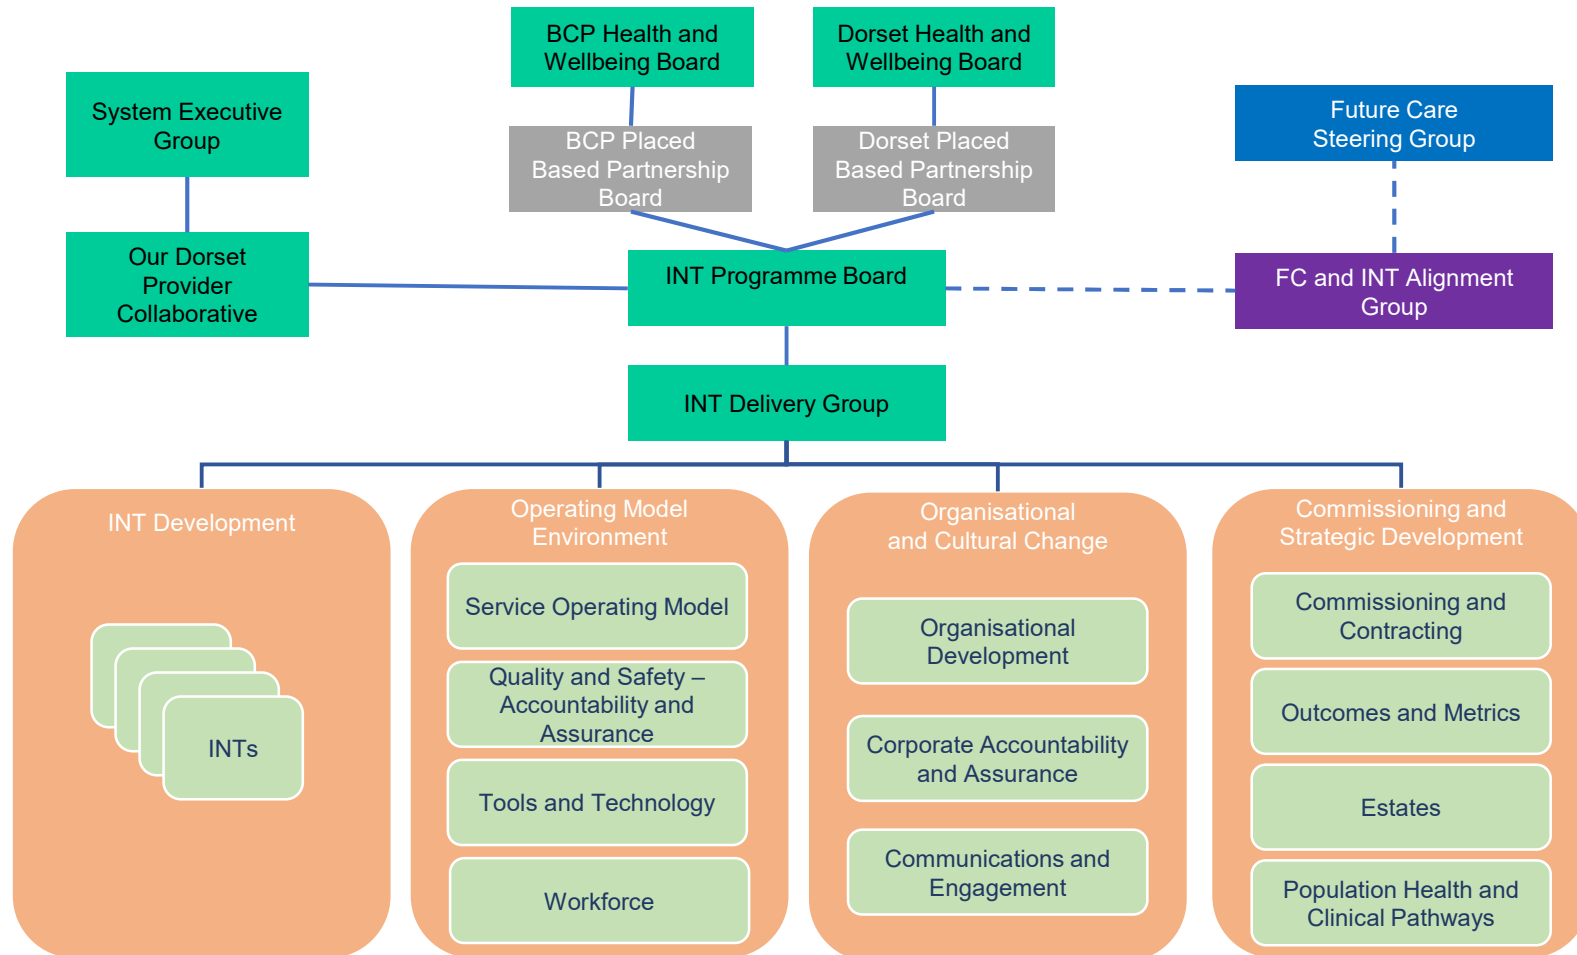 BCP Health and
Wellbeing Board
Dorset Health and
Wellbeing Board
System Executive
Group
Future Care
Steering Group
BCP Placed
Based Partnership
Board
Dorset Placed
Based Partnership
Board
Our Dorset
Provider
Collaborative
INT Programme Board
FC and INT Alignment
Group
INT Delivery Group
INT Development
INTs
Operating Model
Environment
Service Operating Model
Quality and Safety –
Accountability and
Assurance
Tools and Technology
Workforce
Organisational
and Cultural Change
Organisational
Development
Corporate Accountability
and Assurance
Communications and
Engagement
Commissioning and
Strategic Development
Commissioning and
Contracting
Outcomes and Metrics
Estates
Population Health and
Clinical Pathways